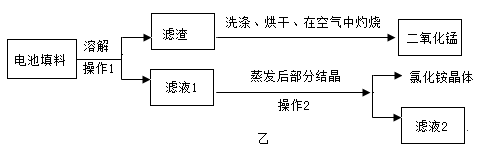 电池填料
溶解
操作1
滤渣
洗涤、烘干、在空气中灼烧
二氧化锰
滤液1
蒸发后部分结晶
操作2
氯化铵晶体
滤液2
乙